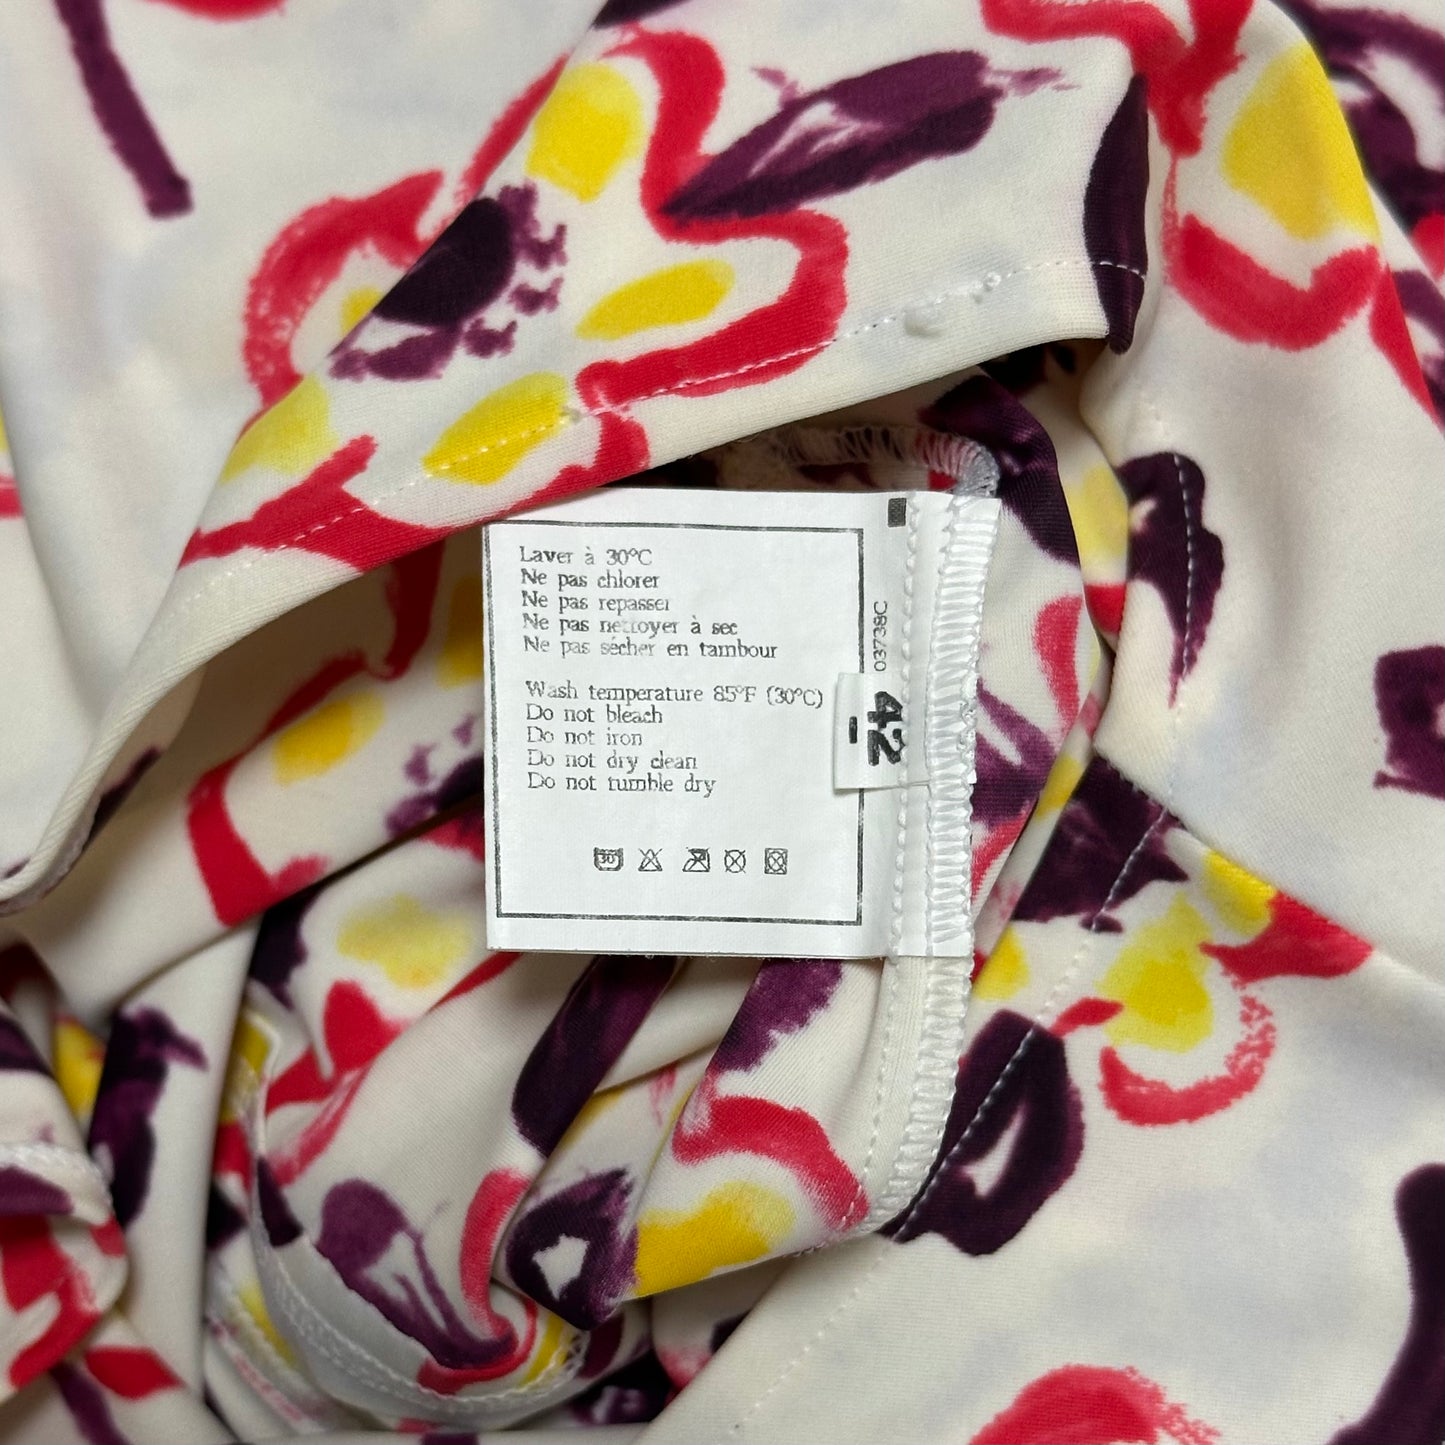 Laver à 30°C
Ne pas chlorer
Ne pas repasser
Ne pas nettoyer à sec
Ne pas sécher en tambour
Wash temperature 85°F (30°C)
Do not bleach
Do not iron
Do not dry clean
Do not tumble dry
30°
03738C
42